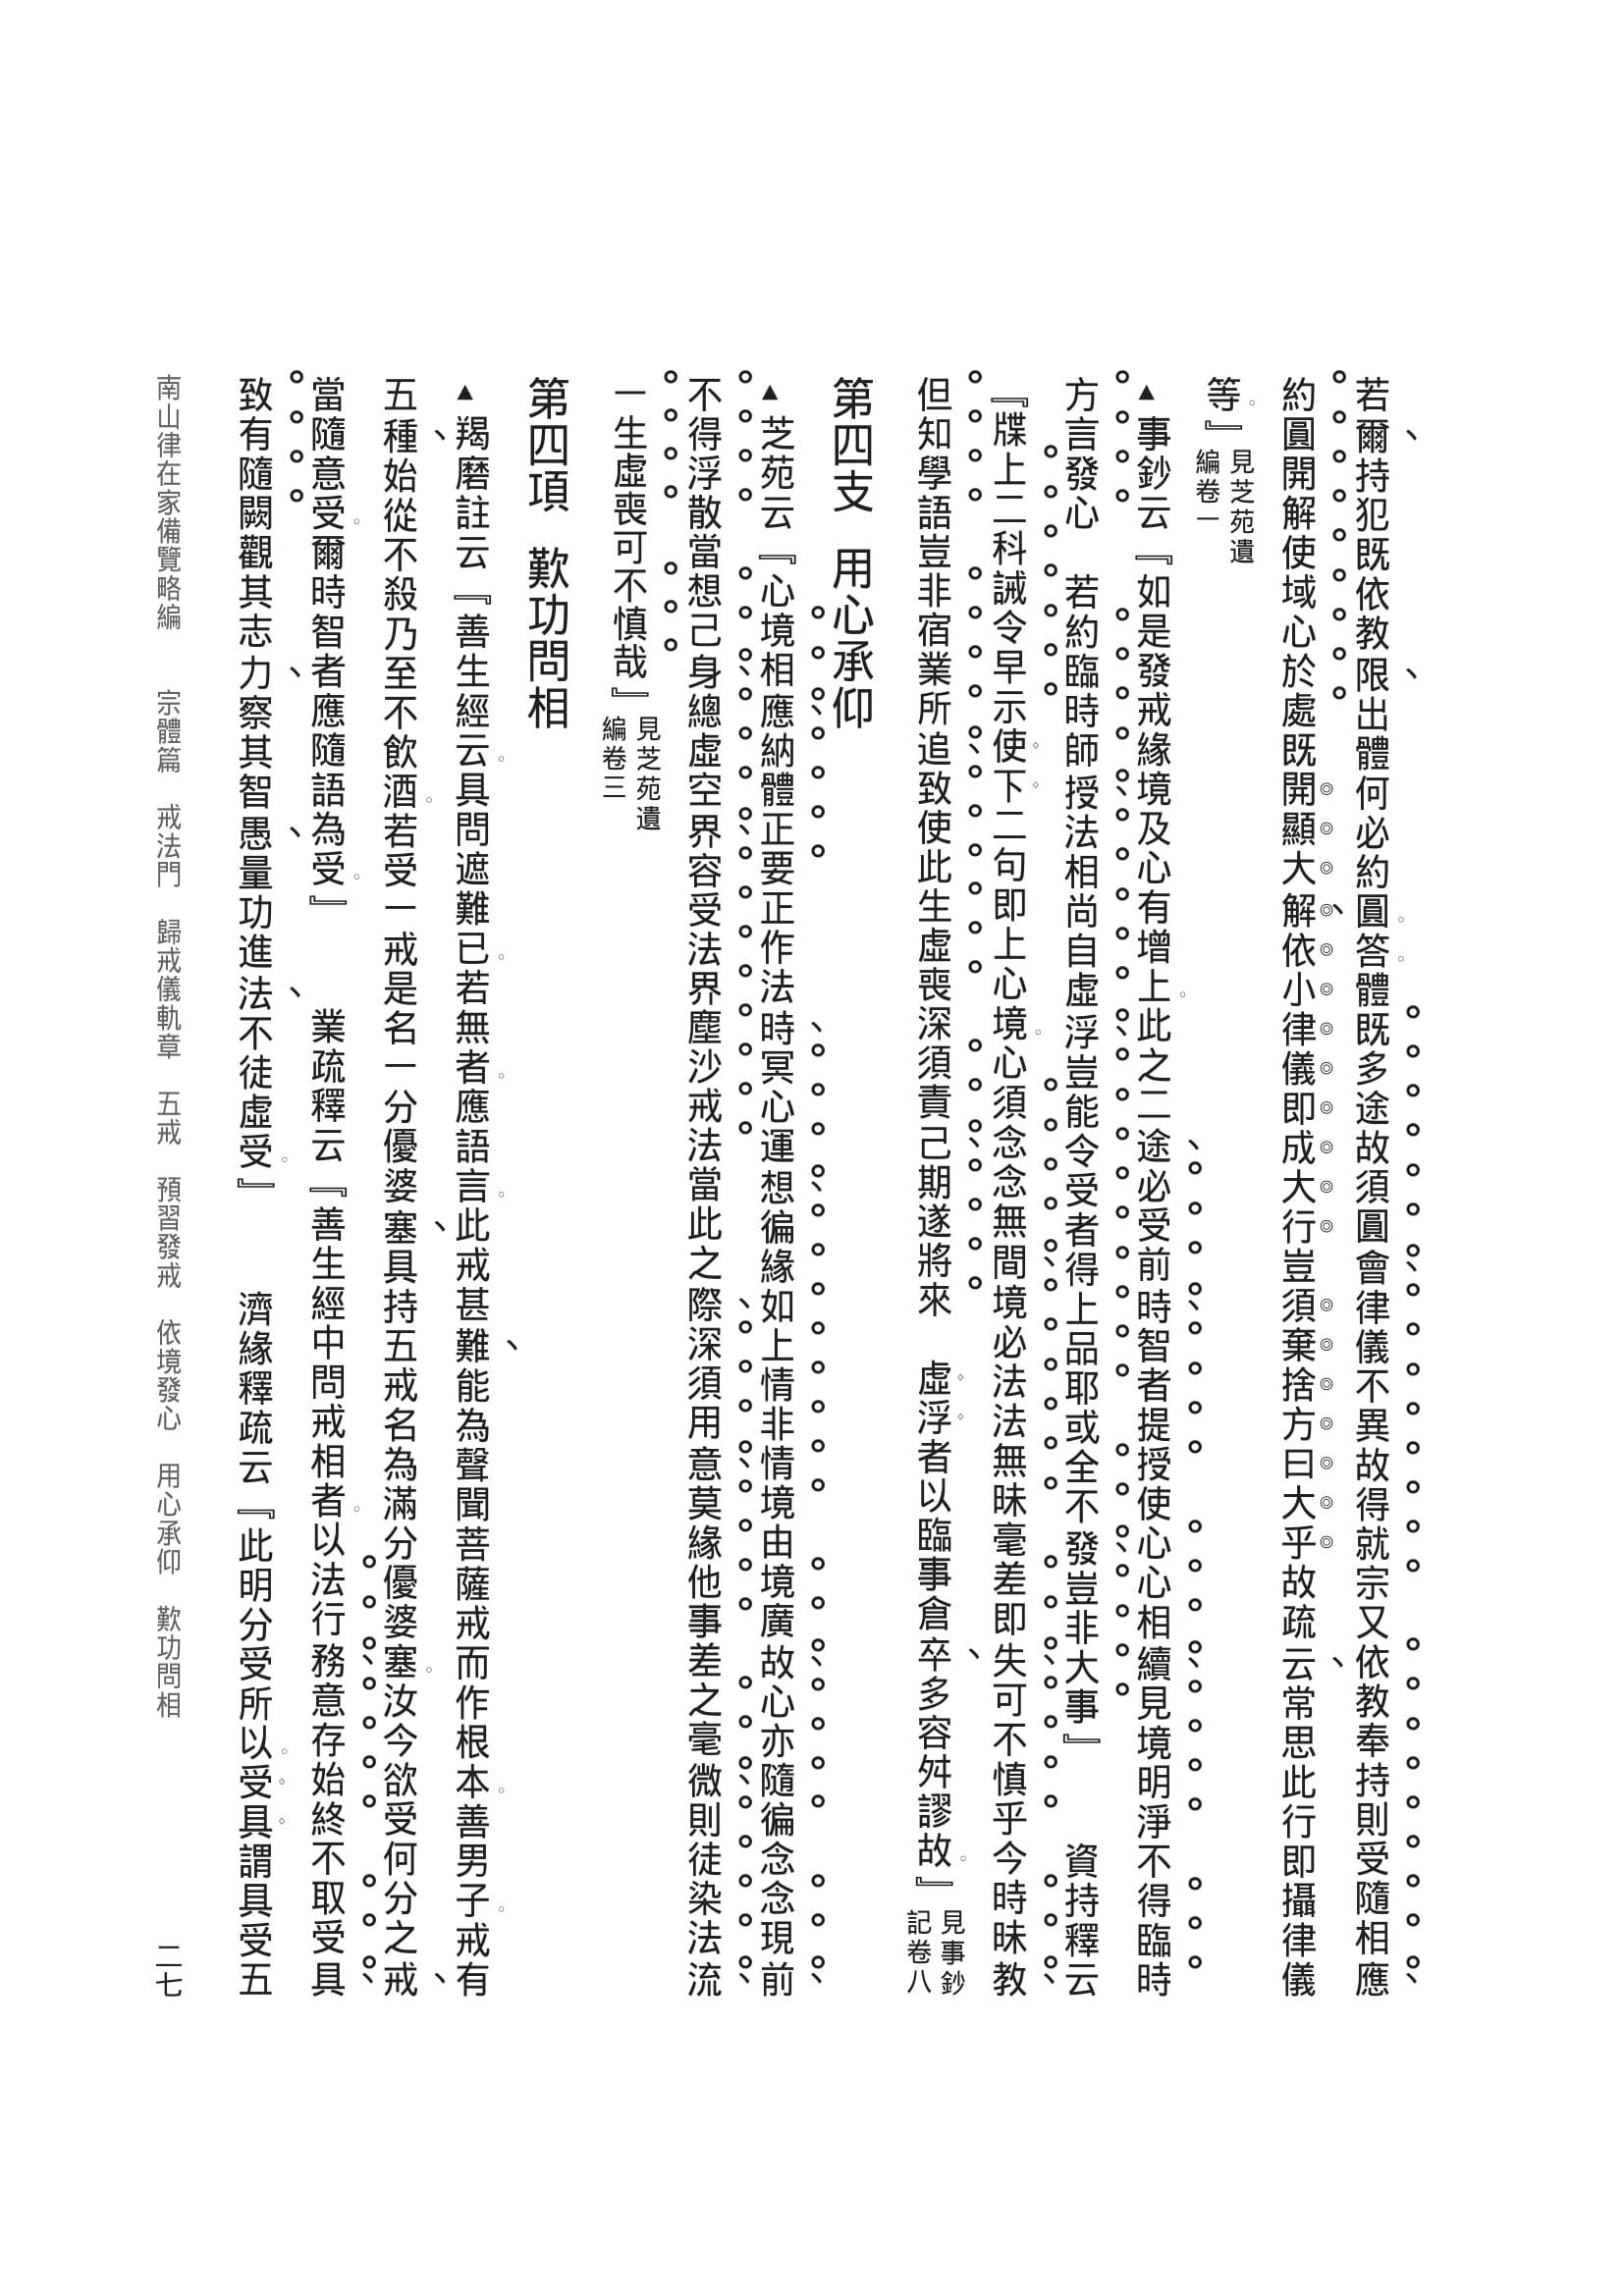 若爾持犯既依教限出體何必約圓答體既多途故須圓會律儀不異故得就宗又依教奉持則受隨相應
約圓開解使域心於處既開顯大解依小律儀即成大行豈須棄捨方曰大乎故疏云常思此行即攝律儀
等』見芝苑遺編卷一
▲事鈔云『如是發戒緣境及心有增上此之二途必受前時智者提授使心心相續見境明淨不得臨時
方言發心 若約臨時師授法相尚自虛浮豈能令受者得上品耶或全不發豈非大事』 資持釋云
『牒上二科誡令早示使下二句即上心境心須念念無間境必法法無昧毫差即失可不慎乎今時昧教
但知學語豈非宿業所追致使此生虛喪深須責己期遂將來 虛浮者以臨事倉卒多容舛謬故』見事鈔記卷八
第四支 用心承仰
▲芝苑云『心境相應納體正要正作法時冥心運想徧緣如上情非情境由境廣故心亦隨徧念念現前
不得浮散當想己身總虛空界容受法界塵沙戒法當此之際深須用意莫緣他事差之毫微則徒染法流
一生虛喪可不慎哉』見芝苑遺編卷三
第四項 歎功問相
▲羯磨註云『善生經云具問遮難已若無者應語言此戒甚難能為聲聞菩薩戒而作根本善男子戒有
五種始從不殺乃至不飲酒若受一戒是名一分優婆塞具持五戒名為滿分優婆塞汝今欲受何分之戒
當隨意受爾時智者應隨語為受』 業疏釋云『善生經中問戒相者以法行務意存始終不取受具
致有隨闕觀其志力察其智愚量功進法不徒虛受』 濟緣釋疏云『此明分受所以受具謂具受五
南山律在家備覽略編 宗體篇 戒法門 歸戒儀軌章 五戒 預習發戒 依境發心 用心承仰 歎功問相
二七